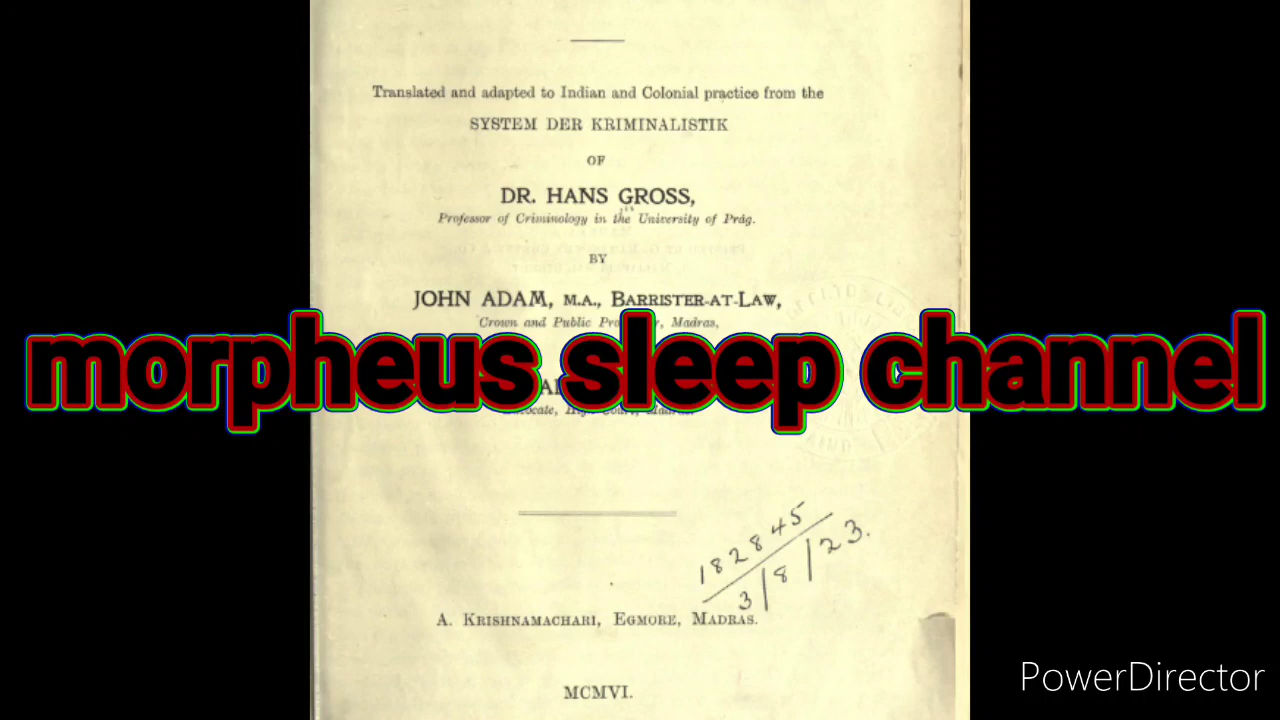 Translated and adapted to Indian and Colonial practice from the
SYSTEM DER KRIMINALISTIK
OF
DR. HANS GROSS,
Professor of Criminology in the University of Prág.
BY
JOHN ADAM, M.A., BARRISTER-AT-LAW,
Crown and Public , Madras,
morpheus sleep channel
182845
3/8/23.
A. KRISHNAMACHARI, EGMORE, MADRAS.
MCMVI.
PowerDirector